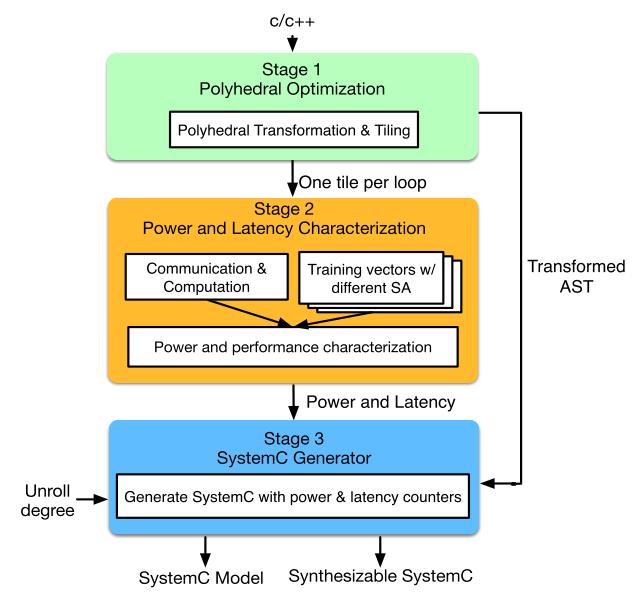 c/c++
Stage 1
Polyhedral Optimization
Polyhedral Transformation & Tiling
One tile per loop
Stage 2
Power and Latency Characterization
Communication &
Computation
Training vectors w/
different SA
Power and performance characterization
Transformed
AST
Power and Latency
Stage 3
SystemC Generator
Generate SystemC with power & latency counters
Unroll
degree
SystemC Model
Synthesizable SystemC